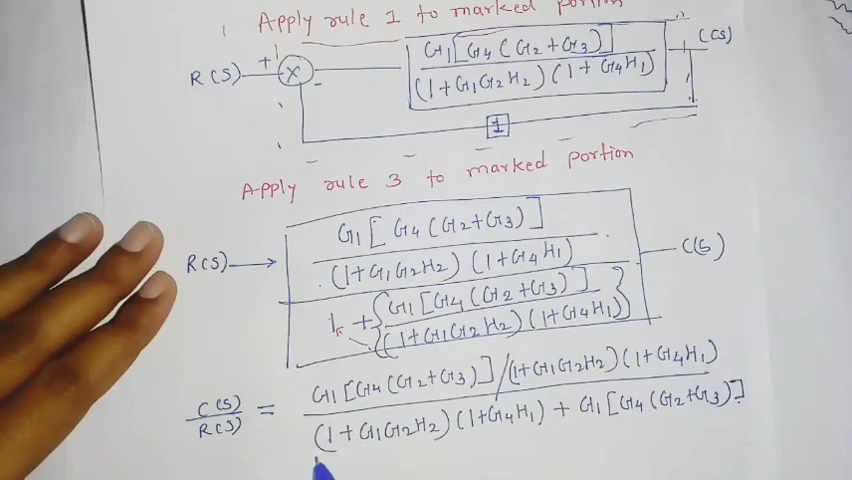 Apply rule 1 to marked portion
R(S) + X - G1[G4(G2+G3)] C(S)
(1+G1G2H2)(1+G4H1)
1
Apply rule 3 to marked portion
G1[G4(G2+G3)]
R(S) (1+G1G2H2)(1+G4H1) C(S)
G1[G4(G2+G3)]
1 + { (1+G1G2H2)(1+G4H1) }
G1[G4(G2+G3)]/(1+G1G2H2)(1+G4H1)
C(S)/R(S) =
(1+G1G2H2)(1+G4H1) + G1[G4(G2+G3)]